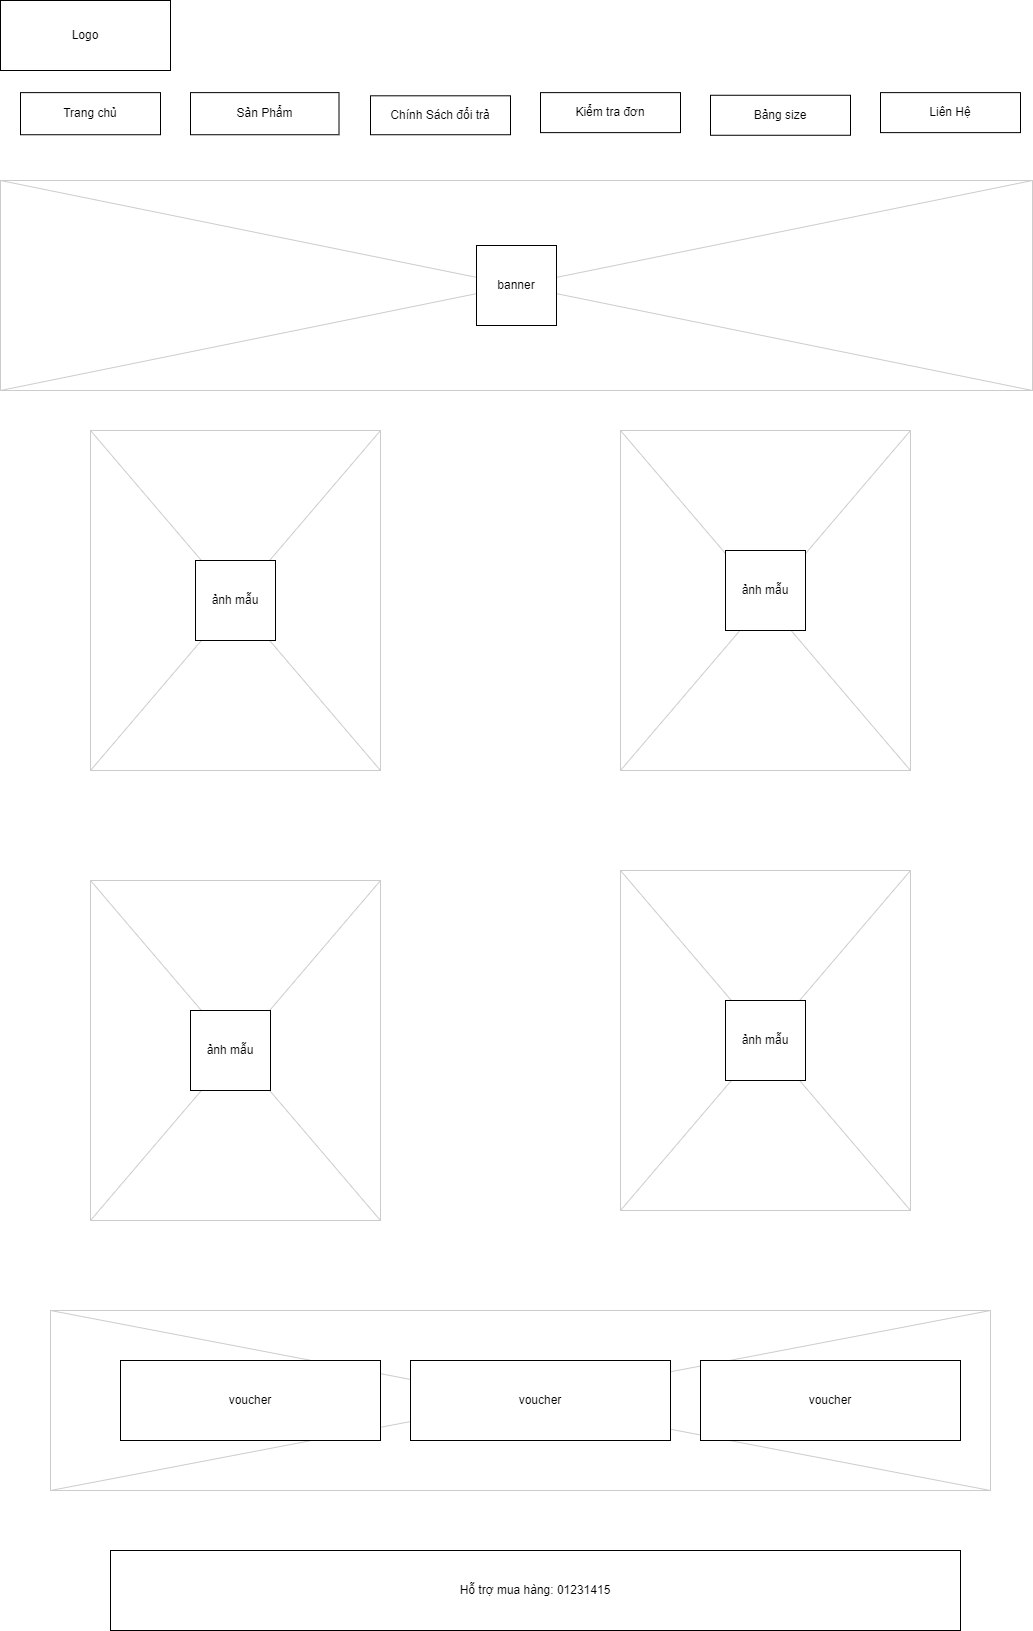 Logo
Trang chủ
Sản Phẩm
Chính Sách đổi trả
Kiểm tra đơn
Bảng size
Liên Hệ
banner
ảnh mẫu
ảnh mẫu
ảnh mẫu
ảnh mẫu
voucher
voucher
voucher
Hỗ trợ mua hàng: 01231415